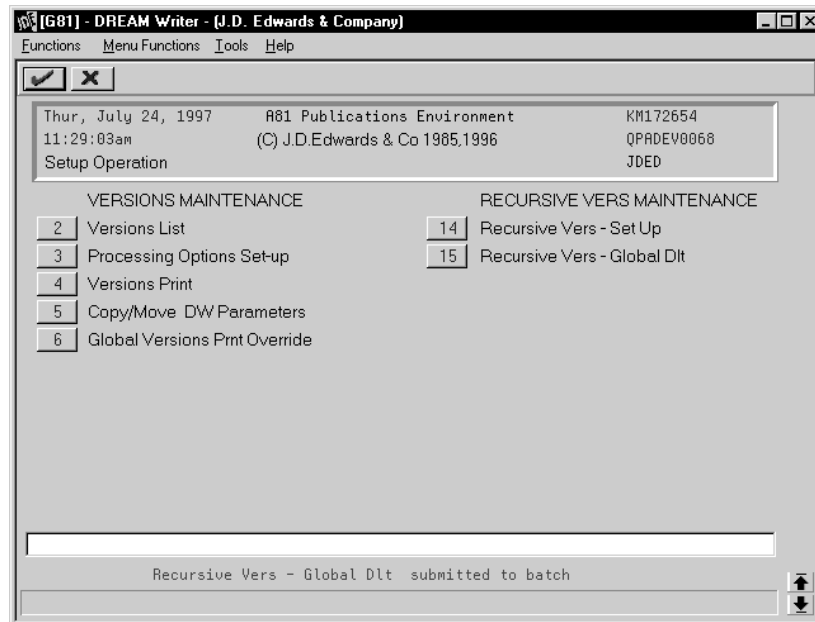 [G81] - DREAM Writer - (J.D. Edwards & Company)
Functions Menu Functions Tools Help
Thur, July 24, 1997 A81 Publications Environment KM172654
11:29:03am (C) J.D.Edwards & Co 1985,1996 QPADEV0068
Setup Operation JDED
VERSIONS MAINTENANCE RECURSIVE VERS MAINTENANCE
2 Versions List 14 Recursive Vers - Set Up
3 Processing Options Set-up 15 Recursive Vers - Global Dlt
4 Versions Print
5 Copy/Move DW Parameters
6 Global Versions Prnt Override
Recursive Vers - Global Dlt submitted to batch